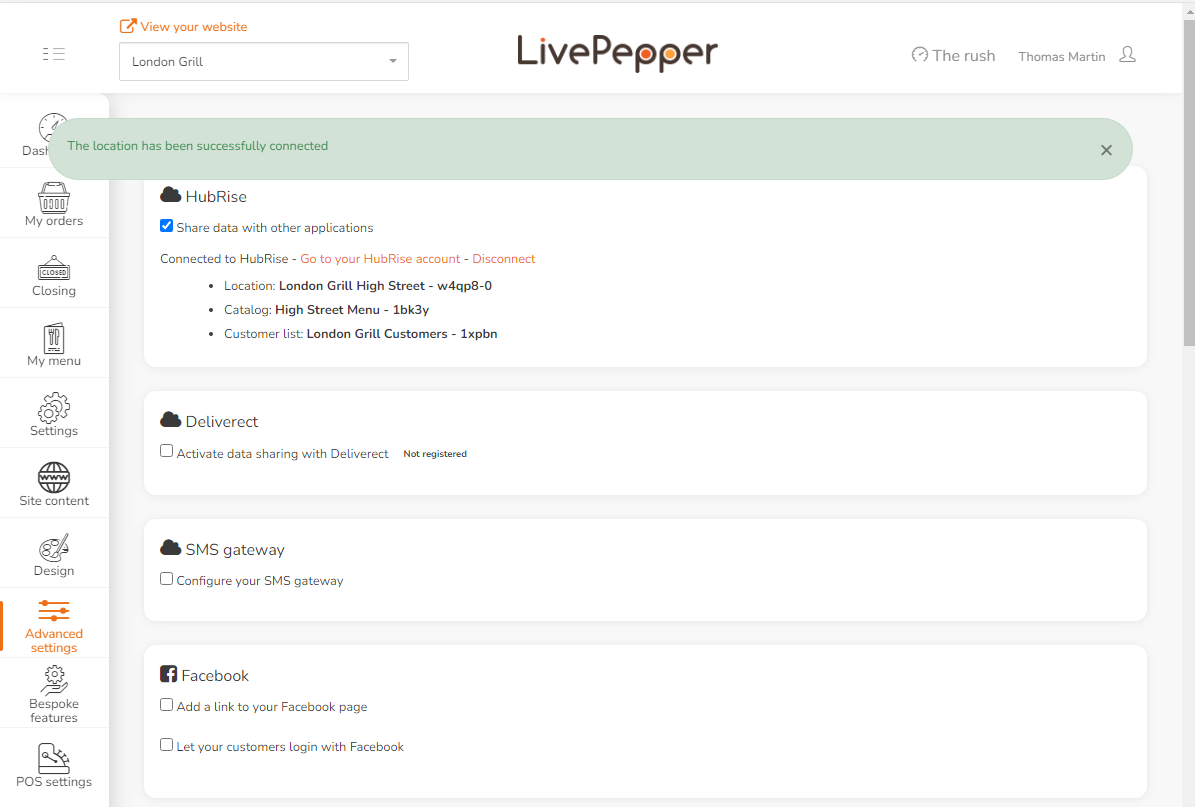 View your website
London Grill
LivePepper
The rush
Thomas Martin
The location has been successfully connected
Dash
My orders
CLOSED
Closing
My menu
Settings
WWW
Site content
Design
Advanced
settings
Bespoke
features
POS settings
HubRise
Share data with other applications
Connected to HubRise - Go to your HubRise account - Disconnect
Location: London Grill High Street - w4qp8-0
Catalog: High Street Menu - 1bk3y
Customer list: London Grill Customers - 1xpbn
Deliverect
Activate data sharing with Deliverect Not registered
SMS gateway
Configure your SMS gateway
Facebook
Add a link to your Facebook page
Let your customers login with Facebook